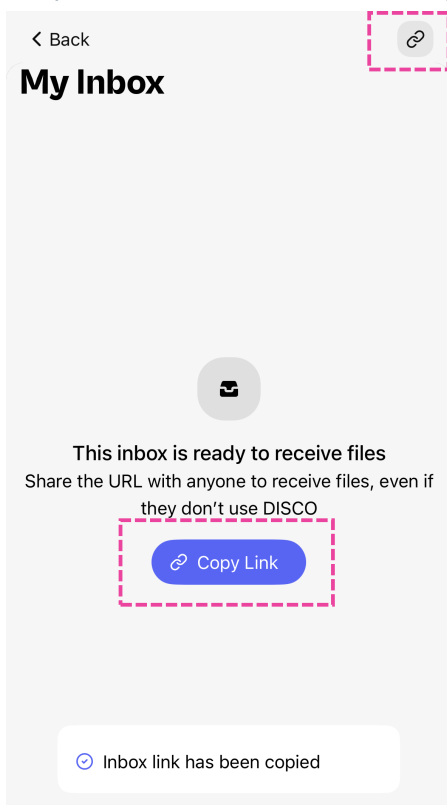 Back
My Inbox
This inbox is ready to receive files
Share the URL with anyone to receive files, even if
they don't use DISCO
Copy Link
Inbox link has been copied